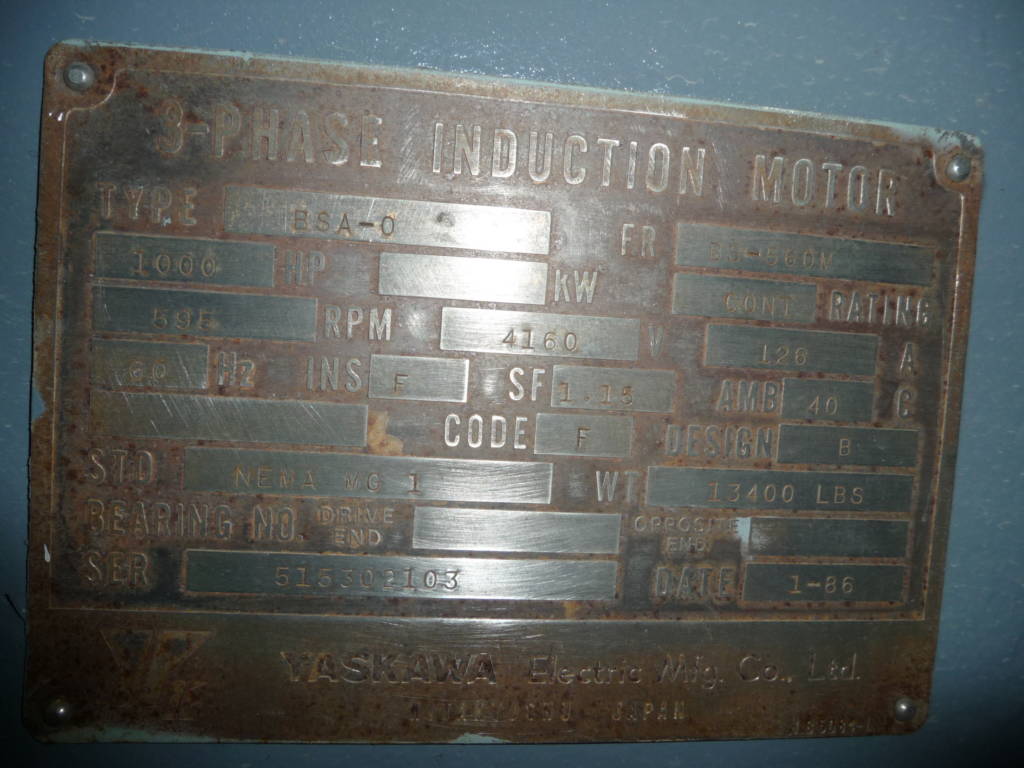 3-PHASE INDUCTION MOTOR
TYPE BSA-O FR
1000 HP kW CONT RATING
595 RPM 4160 V 126 A
60 Hz INS F SF 1.15 AMB 40 C
CODE F DESIGN B
STD NEMA MG 1 WT 13400 LBS
BEARING NO. DRIVE END OPPOSITE END
SER 515302103 DATE 1-86
YASKAWA Electric Mfg. Co., Ltd.
JAPAN